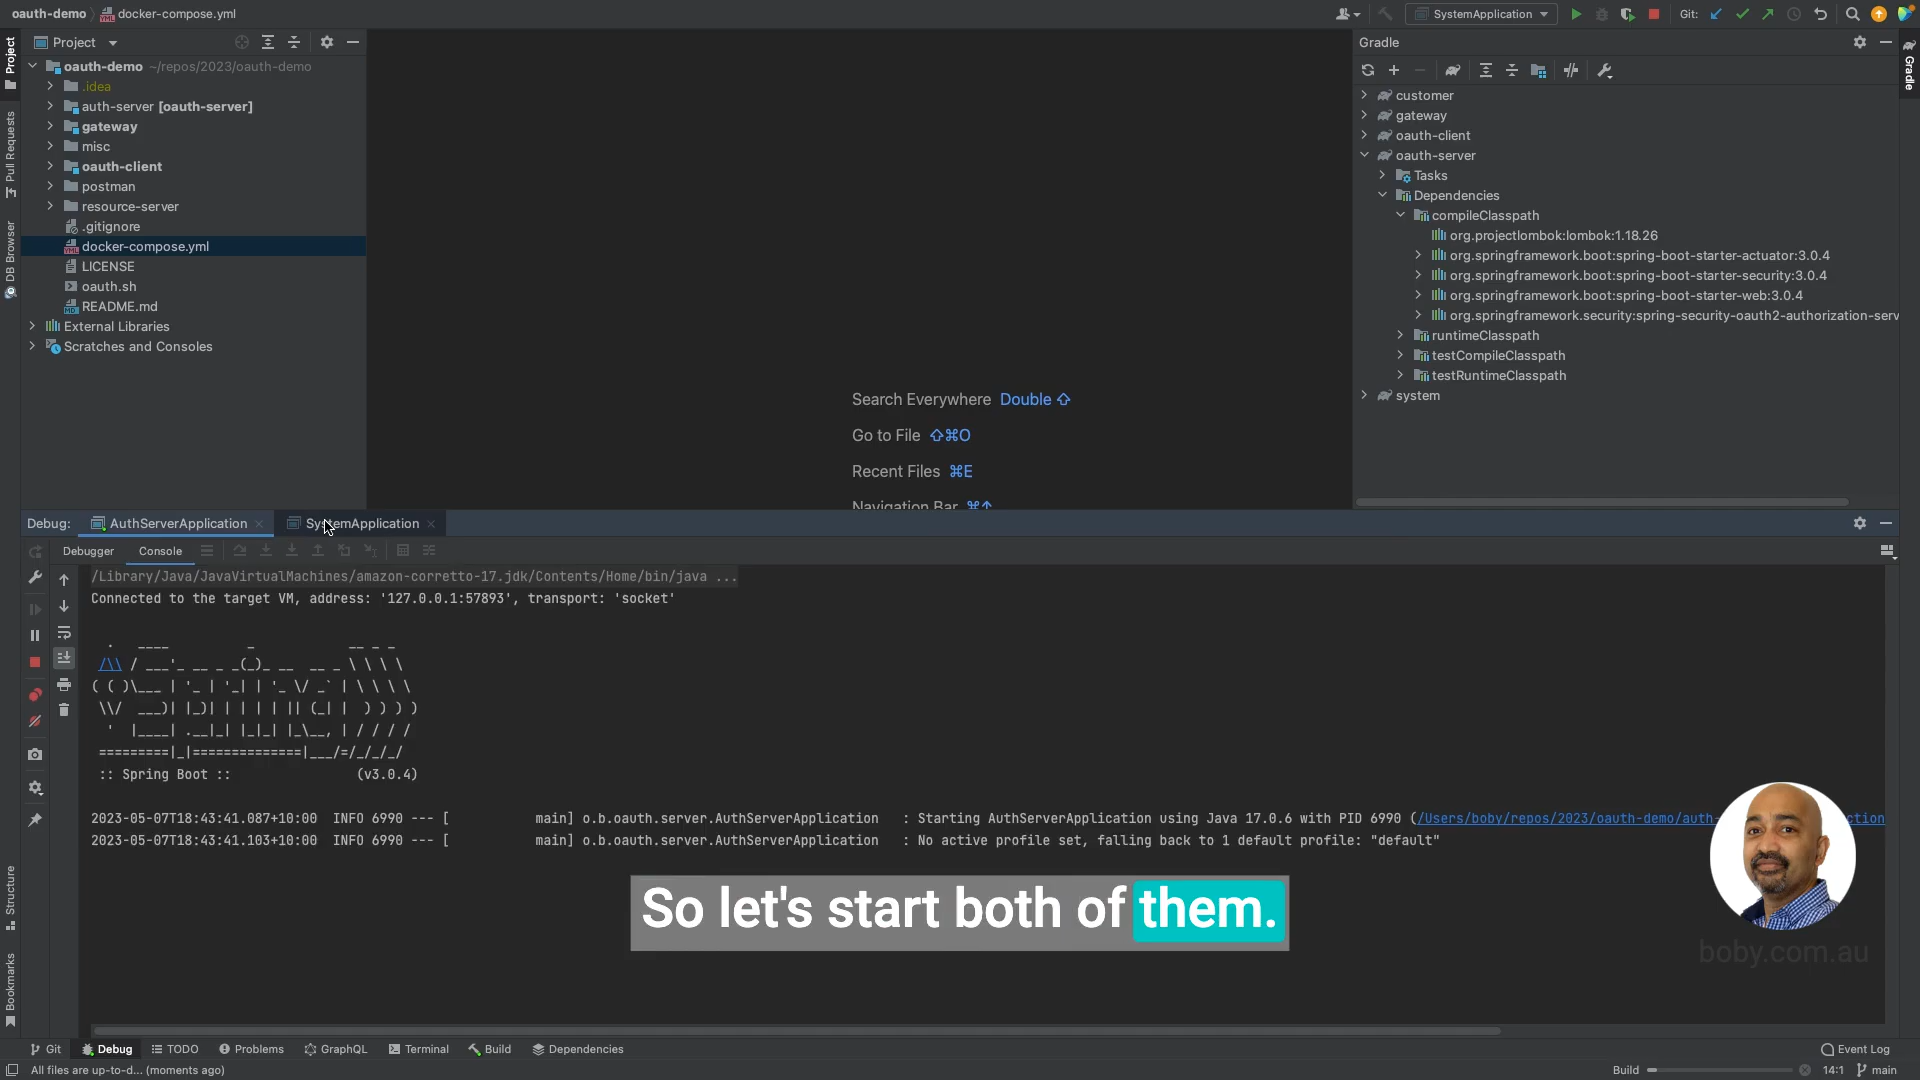 oauth-demo
docker-compose.yml
SystemApplication
Git:
Project
oauth-demo ~/repos/2023/oauth-demo
.idea
auth-server [oauth-server]
gateway
misc
oauth-client
postman
resource-server
.gitignore
docker-compose.yml
LICENSE
oauth.sh
README.md
External Libraries
Scratches and Consoles
Project
Pull Requests
DB Browser
Structure
Bookmarks
Search Everywhere Double ⇧
Go to File ⇧⌘O
Recent Files ⌘E
Navigation Bar ⌘↑
Gradle
Gradle
customer
gateway
oauth-client
oauth-server
Tasks
Dependencies
compileClasspath
org.projectlombok:lombok:1.18.26
org.springframework.boot:spring-boot-starter-actuator:3.0.4
org.springframework.boot:spring-boot-starter-security:3.0.4
org.springframework.boot:spring-boot-starter-web:3.0.4
org.springframework.security:spring-security-oauth2-authorization-serv
runtimeClasspath
testCompileClasspath
testRuntimeClasspath
system
Debug: AuthServerApplication SystemApplication
Debugger Console
/Library/Java/JavaVirtualMachines/amazon-corretto-17.jdk/Contents/Home/bin/java ...
Connected to the target VM, address: '127.0.0.1:57893', transport: 'socket'
:: Spring Boot :: (v3.0.4)
2023-05-07T18:43:41.087+10:00 INFO 6990 --- [ main] o.b.oauth.server.AuthServerApplication : Starting AuthServerApplication using Java 17.0.6 with PID 6990 (/Users/boby/repos/2023/oauth-demo/auth-
2023-05-07T18:43:41.103+10:00 INFO 6990 --- [ main] o.b.oauth.server.AuthServerApplication : No active profile set, falling back to 1 default profile: "default"
So let's start both of them.
boby.com.au
Git Debug TODO Problems GraphQL Terminal Build Dependencies
Event Log
All files are up-to-d... (moments ago)
Build
14:1
main